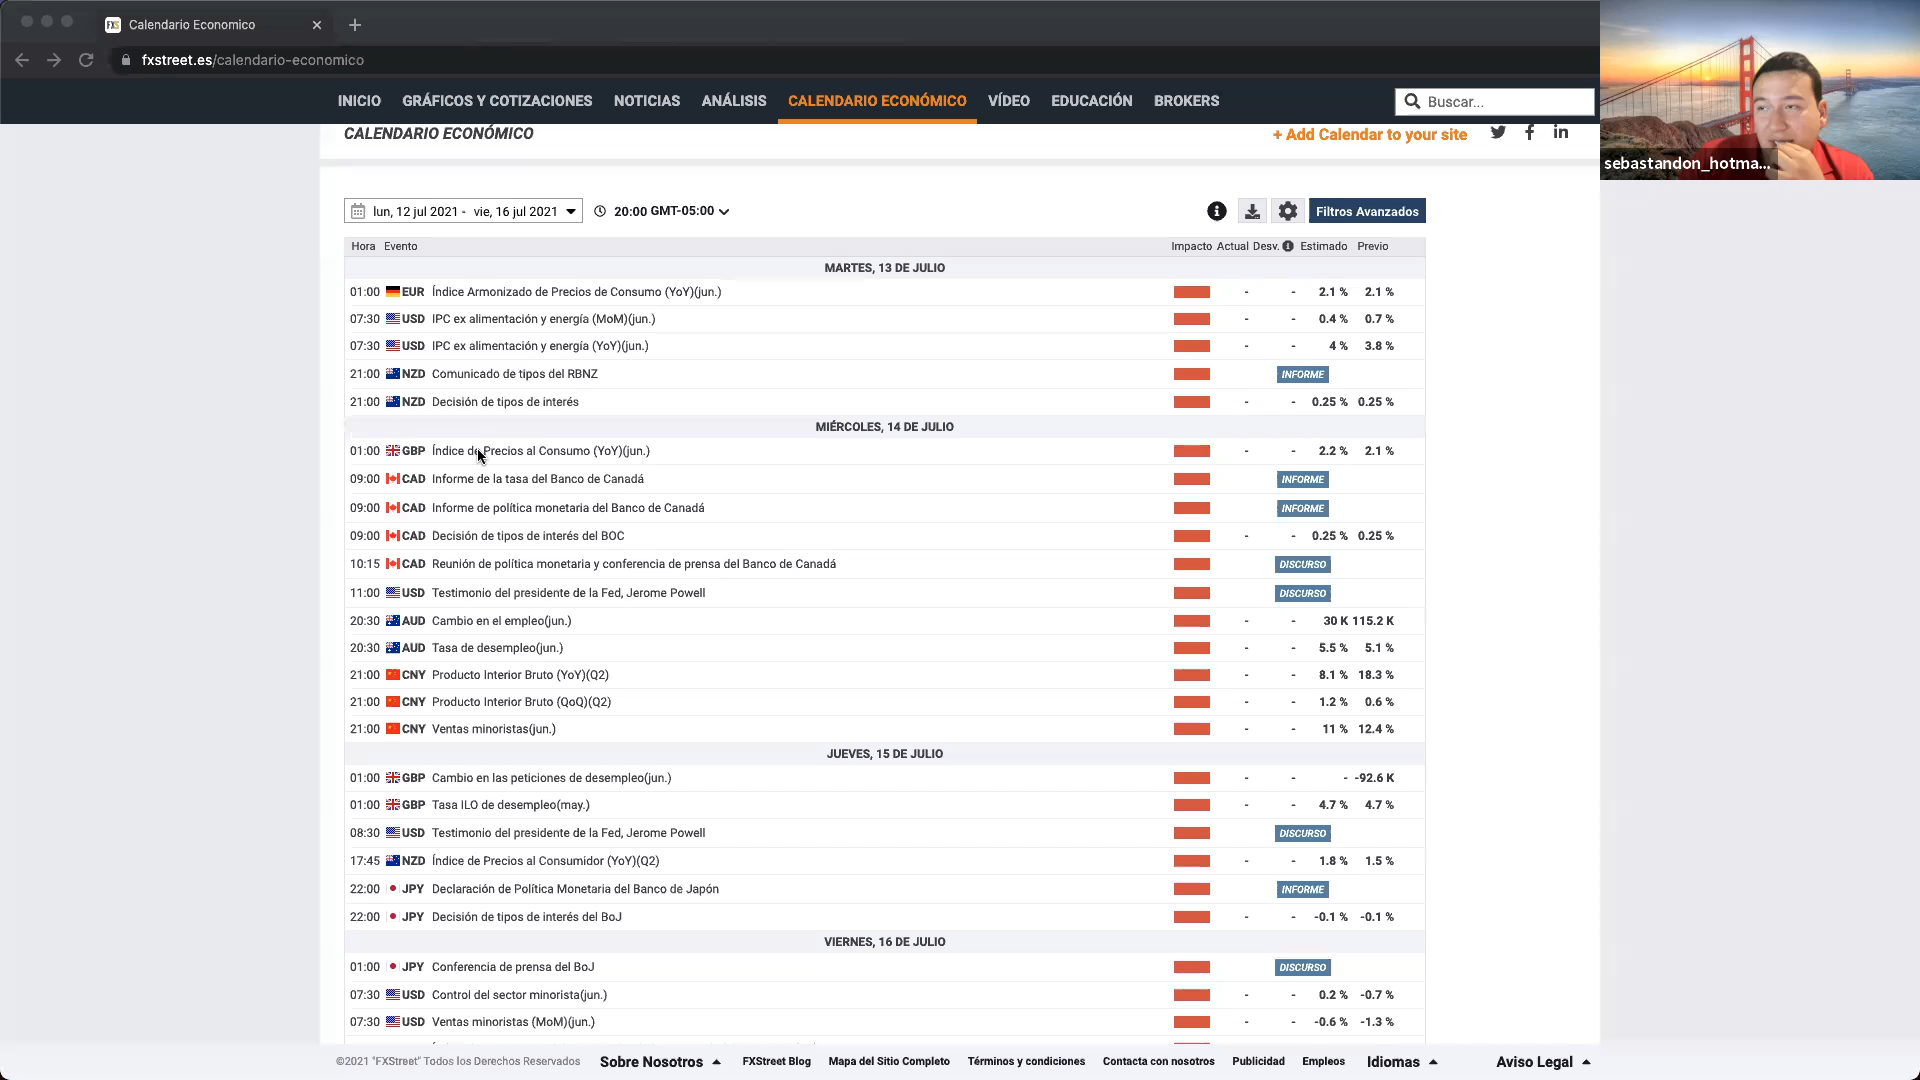 FXS Calendario Economico
fxstreet.es/calendario-economico
INICIO GRÁFICOS Y COTIZACIONES NOTICIAS ANÁLISIS CALENDARIO ECONÓMICO VÍDEO EDUCACIÓN BROKERS Buscar...
CALENDARIO ECONÓMICO + Add Calendar to your site
sebastandon_hotma...
lun, 12 jul 2021 - vie, 16 jul 2021 20:00 GMT-05:00 Filtros Avanzados
Hora Evento Impacto Actual Desv. Estimado Previo
MARTES, 13 DE JULIO
01:00 EUR Índice Armonizado de Precios de Consumo (YoY)(jun.) - - 2.1 % 2.1 %
07:30 USD IPC ex alimentación y energía (MoM)(jun.) - - 0.4 % 0.7 %
07:30 USD IPC ex alimentación y energía (YoY)(jun.) - - 4 % 3.8 %
21:00 NZD Comunicado de tipos del RBNZ - INFORME
21:00 NZD Decisión de tipos de interés - - 0.25 % 0.25 %
MIÉRCOLES, 14 DE JULIO
01:00 GBP Índice de Precios al Consumo (YoY)(jun.) - - 2.2 % 2.1 %
09:00 CAD Informe de la tasa del Banco de Canadá INFORME
09:00 CAD Informe de política monetaria del Banco de Canadá INFORME
09:00 CAD Decisión de tipos de interés del BOC - - 0.25 % 0.25 %
10:15 CAD Reunión de política monetaria y conferencia de prensa del Banco de Canadá DISCURSO
11:00 USD Testimonio del presidente de la Fed, Jerome Powell DISCURSO
20:30 AUD Cambio en el empleo(jun.) - - 30 K 115.2 K
20:30 AUD Tasa de desempleo(jun.) - - 5.5 % 5.1 %
21:00 CNY Producto Interior Bruto (YoY)(Q2) - - 8.1 % 18.3 %
21:00 CNY Producto Interior Bruto (QoQ)(Q2) - - 1.2 % 0.6 %
21:00 CNY Ventas minoristas(jun.) - - 11 % 12.4 %
JUEVES, 15 DE JULIO
01:00 GBP Cambio en las peticiones de desempleo(jun.) - - - -92.6 K
01:00 GBP Tasa ILO de desempleo(may.) - - 4.7 % 4.7 %
08:30 USD Testimonio del presidente de la Fed, Jerome Powell DISCURSO
17:45 NZD Índice de Precios al Consumidor (YoY)(Q2) - - 1.8 % 1.5 %
22:00 JPY Declaración de Política Monetaria del Banco de Japón INFORME
22:00 JPY Decisión de tipos de interés del BoJ - - -0.1 % -0.1 %
VIERNES, 16 DE JULIO
01:00 JPY Conferencia de prensa del BoJ DISCURSO
07:30 USD Control del sector minorista(jun.) - - 0.2 % -0.7 %
07:30 USD Ventas minoristas (MoM)(jun.) - - -0.6 % -1.3 %
©2021 "FXStreet" Todos los Derechos Reservados Sobre Nosotros FXStreet Blog Mapa del Sitio Completo Términos y condiciones Contacta con nosotros Publicidad Empleos Idiomas Aviso Legal